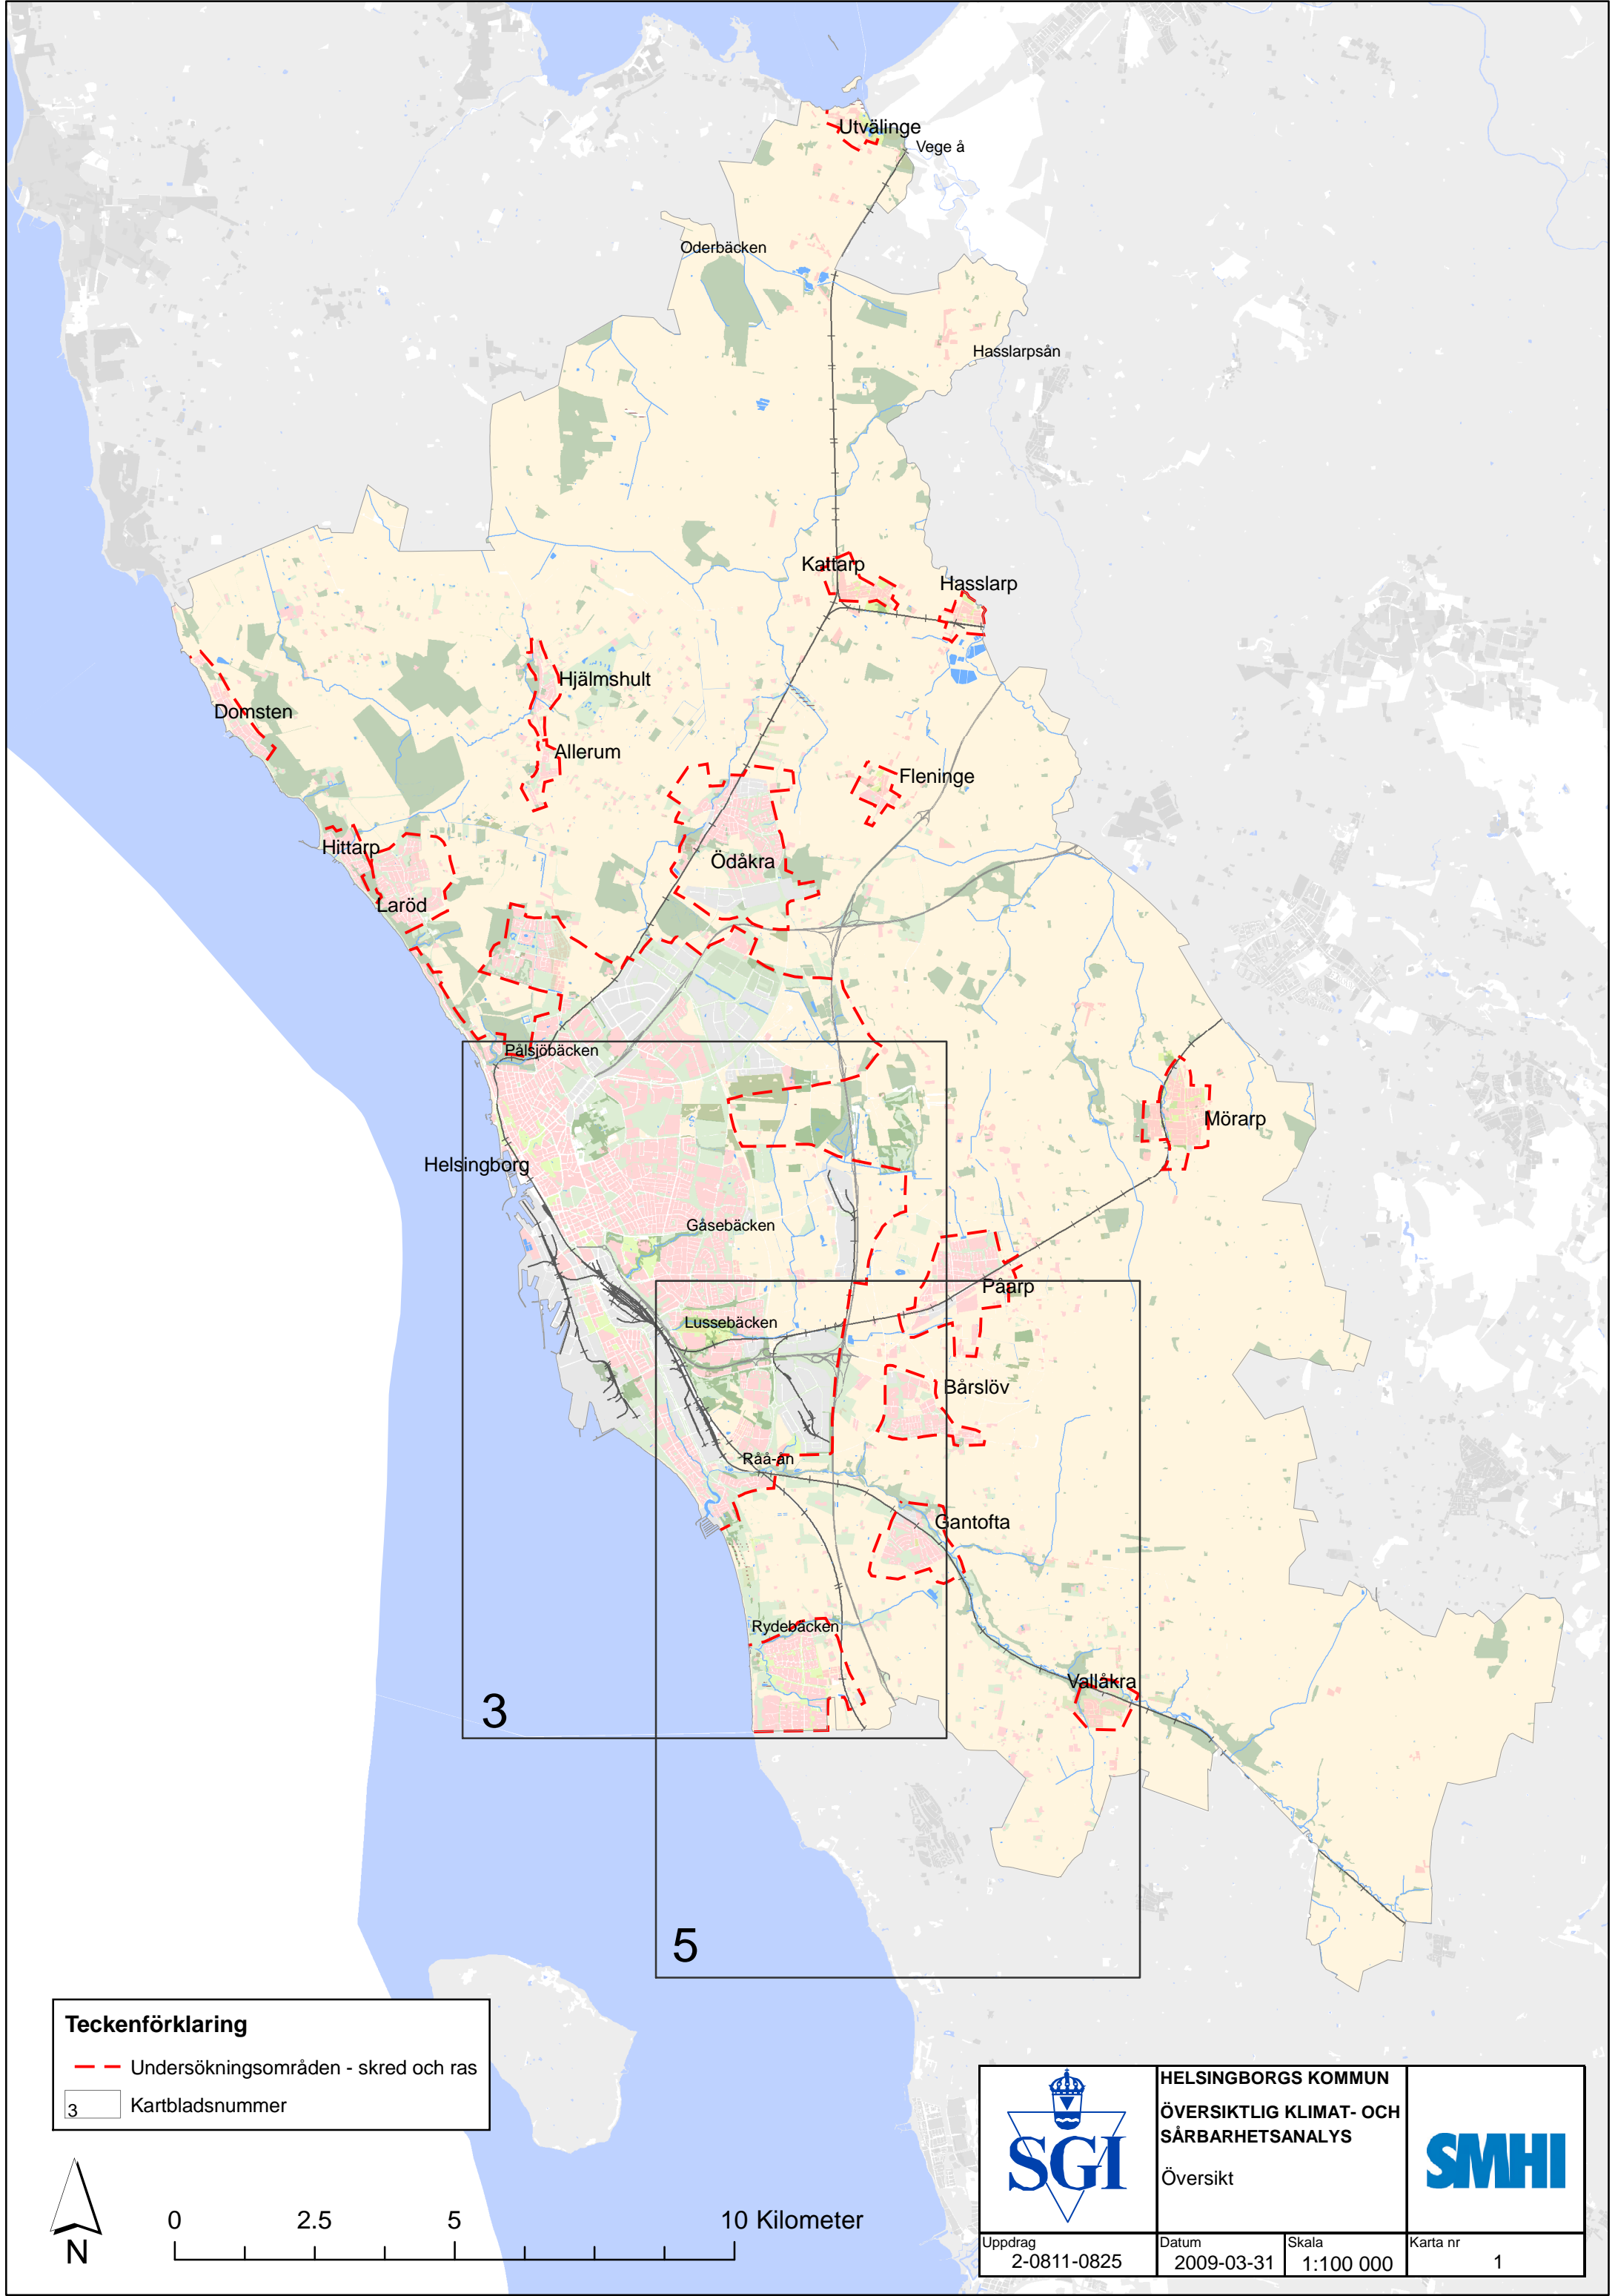 Utvälinge
Vege å
Oderbäcken
Hasslarpsån
Kattarp
Hasslarp
Hjälmshult
Domsten
Allerum
Fleninge
Hittarp
Ödåkra
Laröd
Pålsjöbäcken
Mörarp
Helsingborg
Gåsebäcken
Påarp
Lussebäcken
Bårslöv
Råå-ån
Gantofta
Rydebäcken
Vallåkra
3
5
Teckenförklaring
Undersökningsområden - skred och ras
3
Kartbladsnummer
N
0 2.5 5 10 Kilometer
SGI
HELSINGBORGS KOMMUN
ÖVERSIKTLIG KLIMAT- OCH
SÅRBARHETSANALYS
Översikt
SMHI
Uppdrag
2-0811-0825
Datum
2009-03-31
Skala
1:100 000
Karta nr
1